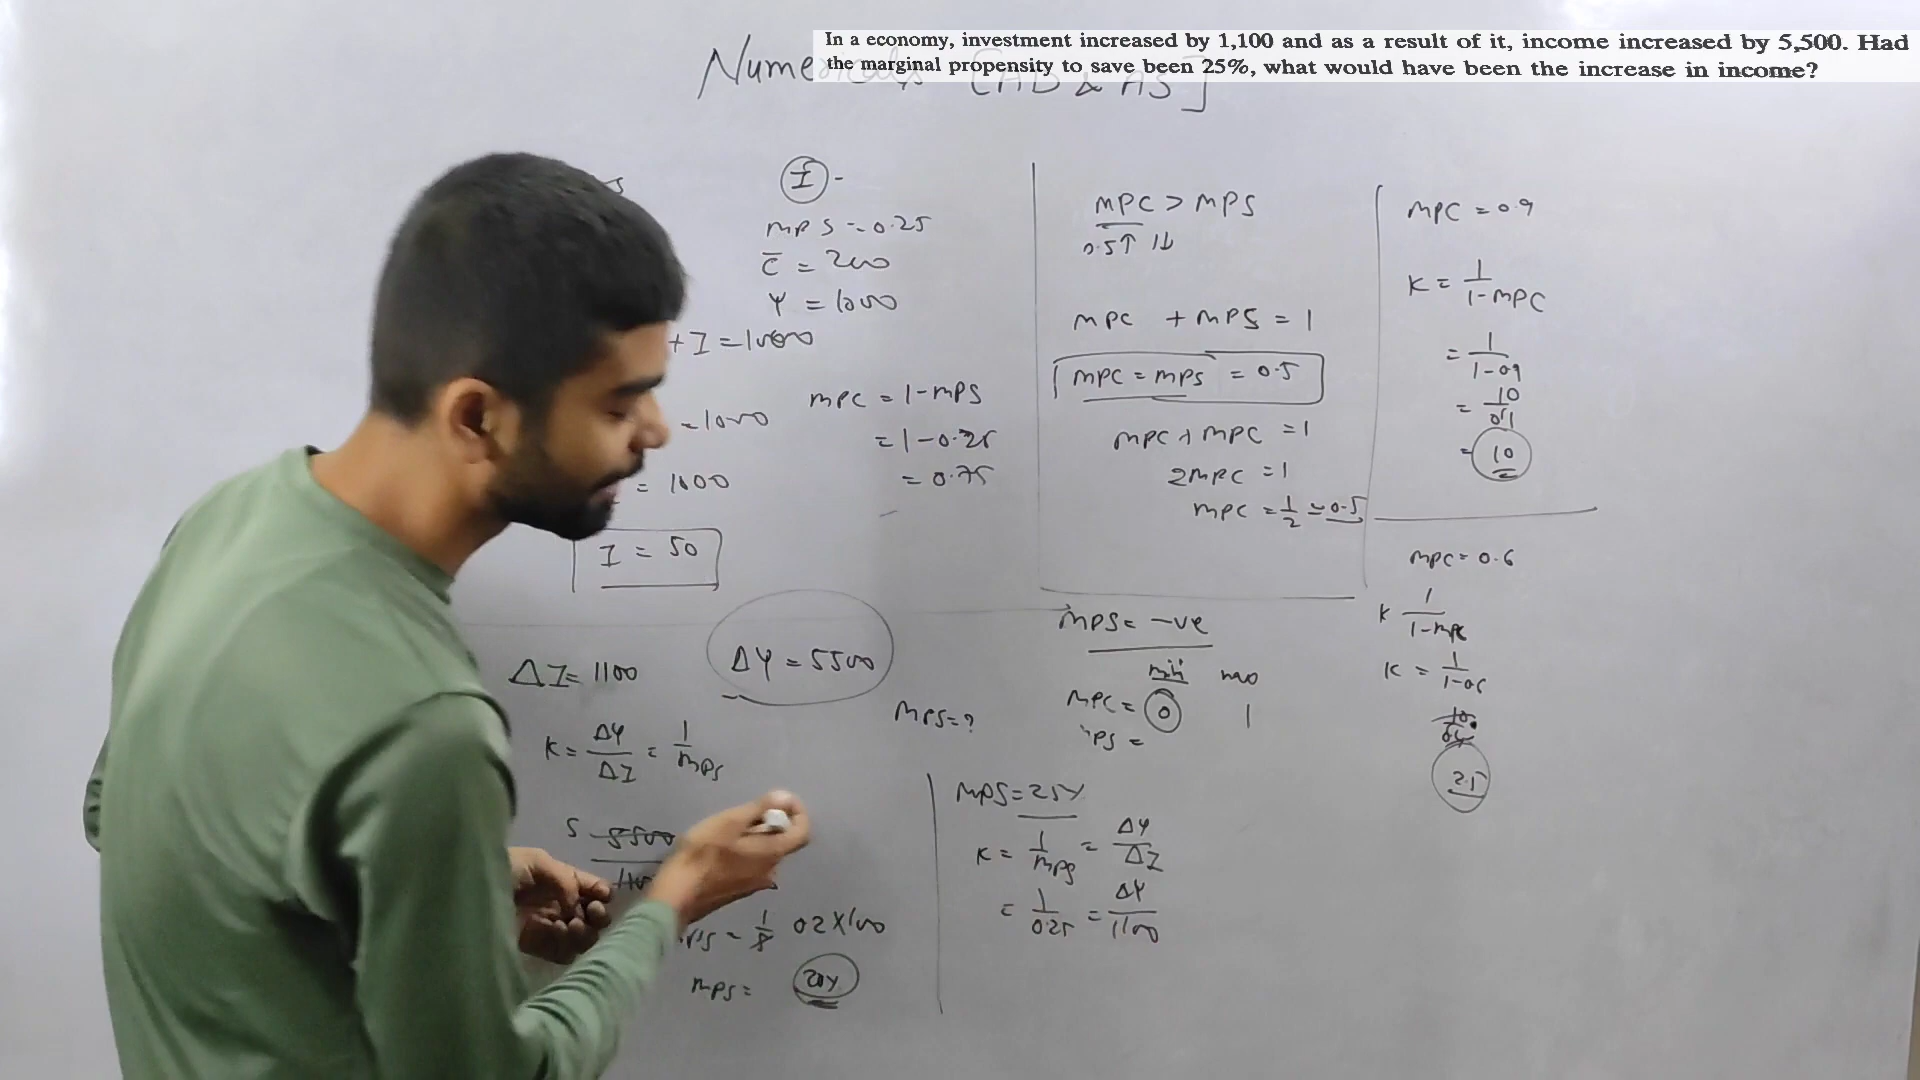 In a economy, investment increased by 1,100 and as a result of it, income increased by 5,500. Had
the marginal propensity to save been 25%, what would have been the increase in income?
I -
MPS = 0.25
C̅ = 200
Y = 1000
+ I = 1000
= 1000
= 1000
I = 50
MPC = 1 - MPS
= 1 - 0.25
= 0.75
MPC > MPS
0.5↑ 1↓
MPC + MPS = 1
MPC = MPS = 0.5
MPC + MPC = 1
2MPC = 1
MPC = 1/2 = 0.5
MPC = 0.9
K = 1/1-MPC
= 1/1-0.9
= 10
MPC = 0.6
K 1/1-MPC
K = 1/1-0.6
2.5
ΔI = 1100
ΔY = 5500
K = ΔY/ΔI = 1/MPS
MPS = ?
5 5500
0.2 X 100
MPS = 20%
MPS = -ve
MPC = 0 1
MPS = 25%
K = 1/MPS = ΔY/ΔI
= 1/0.25 = ΔY/1100